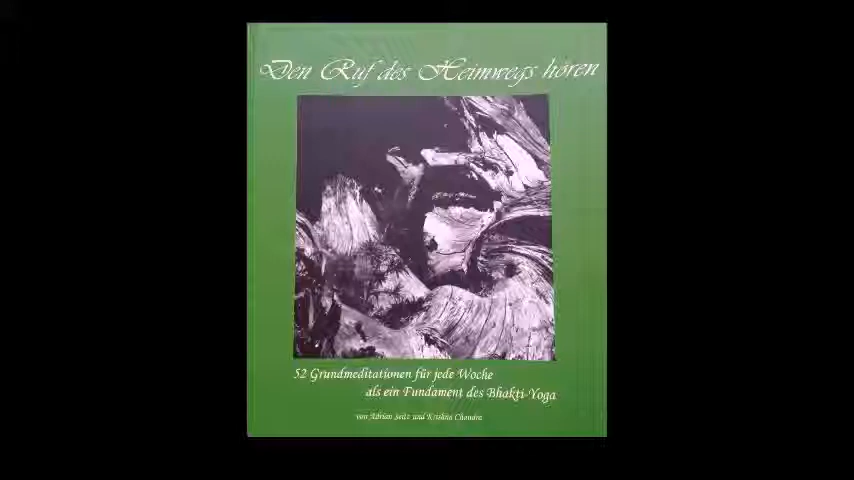 Den Ruf des Heimwegs hören
52 Grundmeditationen für jede Woche
als ein Fundament des Bhakti-Yoga
von Adrian Seitz und Krishna Chandra